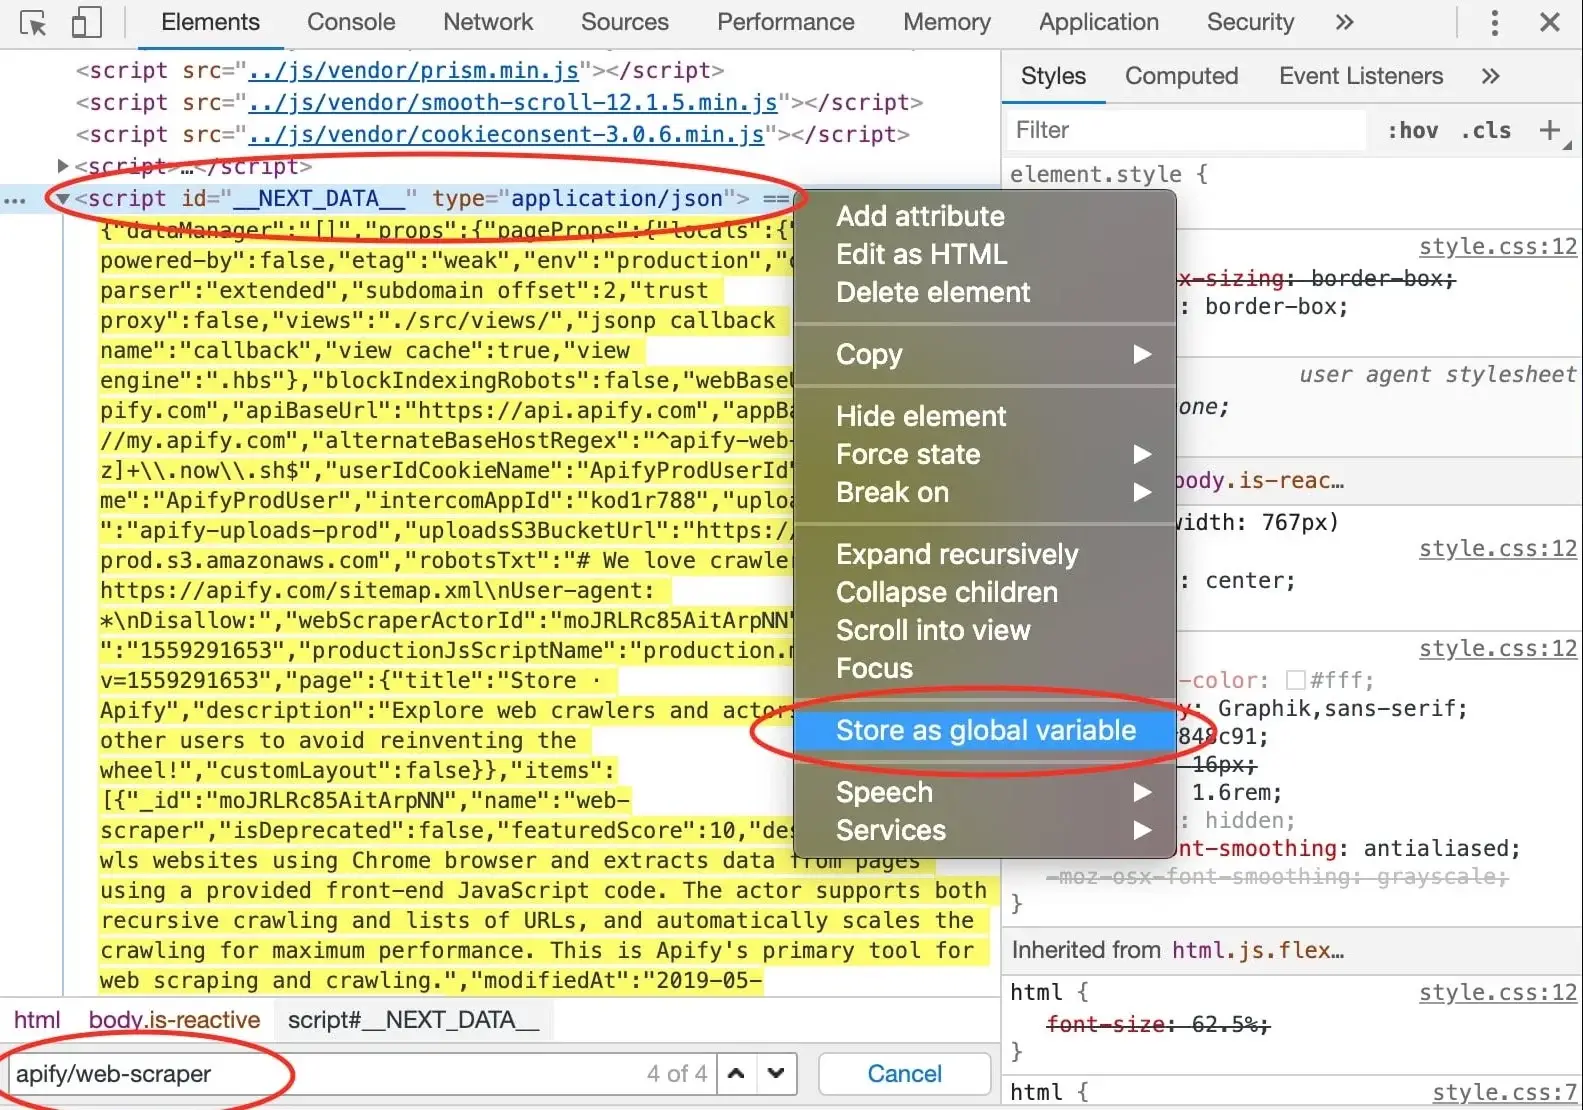 Elements Console Network Sources Performance Memory Application Security »
<script src="../js/vendor/prism.min.js"></script>
<script src="../js/vendor/smooth-scroll-12.1.5.min.js"></script>
<script src="../js/vendor/cookieconsent-3.0.6.min.js"></script>
<script>…</script>
<script id="__NEXT_DATA__" type="application/json"> ==
{"dataManager":"[]","props":{"pageProps":{"locals":{"
powered-by":false,"etag":"weak","env":"production","
parser":"extended","subdomain offset":2,"trust
proxy":false,"views":"./src/views/","jsonp callback
name":"callback","view cache":true,"view
engine":".hbs"},"blockIndexingRobots":false,"webBaseU
pify.com","apiBaseUrl":"https://api.apify.com","appBa
//my.apify.com","alternateBaseHostRegex":"^apify-web-
z]+\\.now\\.sh$","userIdCookieName":"ApifyProdUserId"
me":"ApifyProdUser","intercomAppId":"kod1r788","uploa
":"apify-uploads-prod","uploadsS3BucketUrl":"https:/
prod.s3.amazonaws.com","robotsTxt":"# We love crawler
https://apify.com/sitemap.xml\nUser-agent:
*\nDisallow:","webScraperActorId":"moJRLRc85AitArpNN"
":"1559291653","productionJsScriptName":"production.m
v=1559291653","page":{"title":"Store ·
Apify","description":"Explore web crawlers and actors
other users to avoid reinventing the
wheel!","customLayout":false}},"items":
[{"_id":"moJRLRc85AitArpNN","name":"web-
scraper","isDeprecated":false,"featuredScore":10,"des
wls websites using Chrome browser and extracts data from pages
using a provided front-end JavaScript code. The actor supports both
recursive crawling and lists of URLs, and automatically scales the
crawling for maximum performance. This is Apify's primary tool for
web scraping and crawling.","modifiedAt":"2019-05-
html body.is-reactive script#__NEXT_DATA__
apify/web-scraper 4 of 4 Cancel
Add attribute
Edit as HTML
Delete element
Copy
Hide element
Force state
Break on
Expand recursively
Collapse children
Scroll into view
Focus
Store as global variable
Speech
Services
Styles Computed Event Listeners »
Filter :hov .cls +
element.style {
style.css:12
x-sizing: border-box;
: border-box;
user agent stylesheet
one;
body.is-reac…
width: 767px)
style.css:12
: center;
style.css:12
-color: #fff;
y: Graphik,sans-serif;
848c91;
16px;
1.6rem;
: hidden;
nt-smoothing: antialiased;
-moz-osx-font-smoothing: grayscale;
}
Inherited from html.js.flex…
html { style.css:12
font-size: 62.5%;
}
html { style.css:7